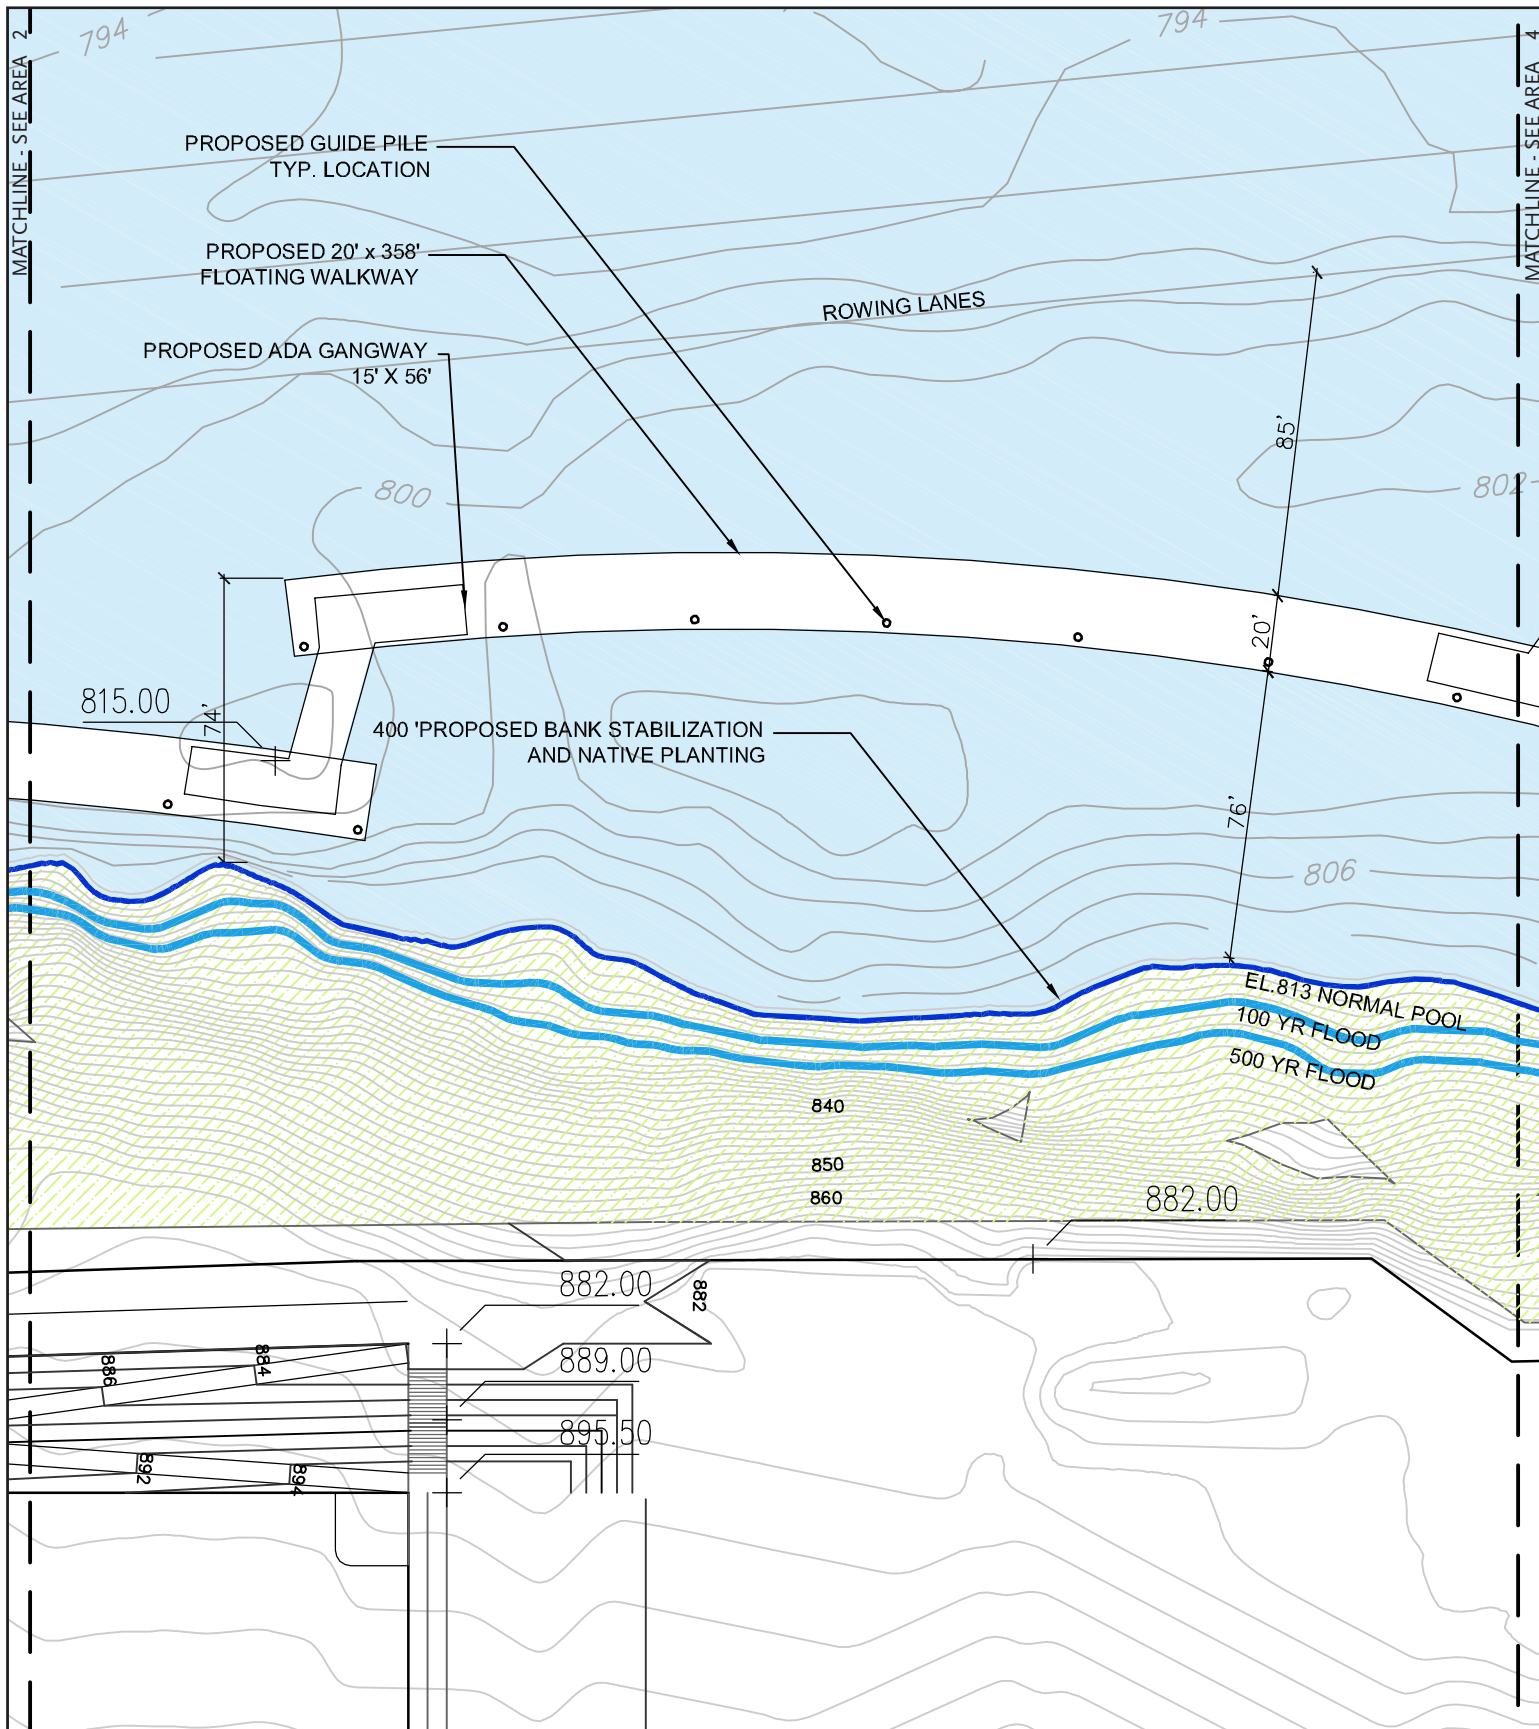 MATCHLINE - SEE AREA 2
794
794
MATCHLINE - SEE AREA 4
PROPOSED GUIDE PILE
TYP. LOCATION
PROPOSED 20' x 358'
FLOATING WALKWAY
ROWING LANES
PROPOSED ADA GANGWAY
15' X 56'
85'
800
802
20'
815.00
74'
400 'PROPOSED BANK STABILIZATION
AND NATIVE PLANTING
76'
806
EL.813 NORMAL POOL
100 YR FLOOD
500 YR FLOOD
840
850
860
882.00
882.00
882
889.00
884
886
895.50
892
894